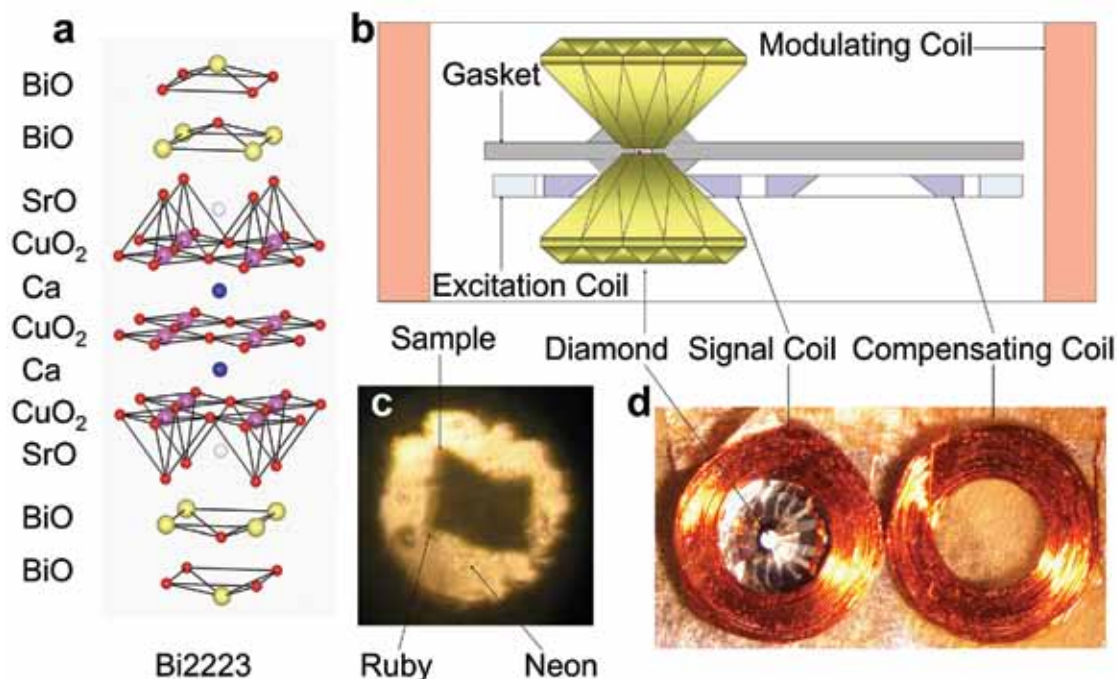 a
BiO
BiO
SrO
CuO₂
Ca
CuO₂
Ca
CuO₂
SrO
BiO
BiO
Bi2223
b
Modulating Coil
Gasket
Excitation Coil
Sample
Diamond Signal Coil Compensating Coil
c
Ruby Neon
d